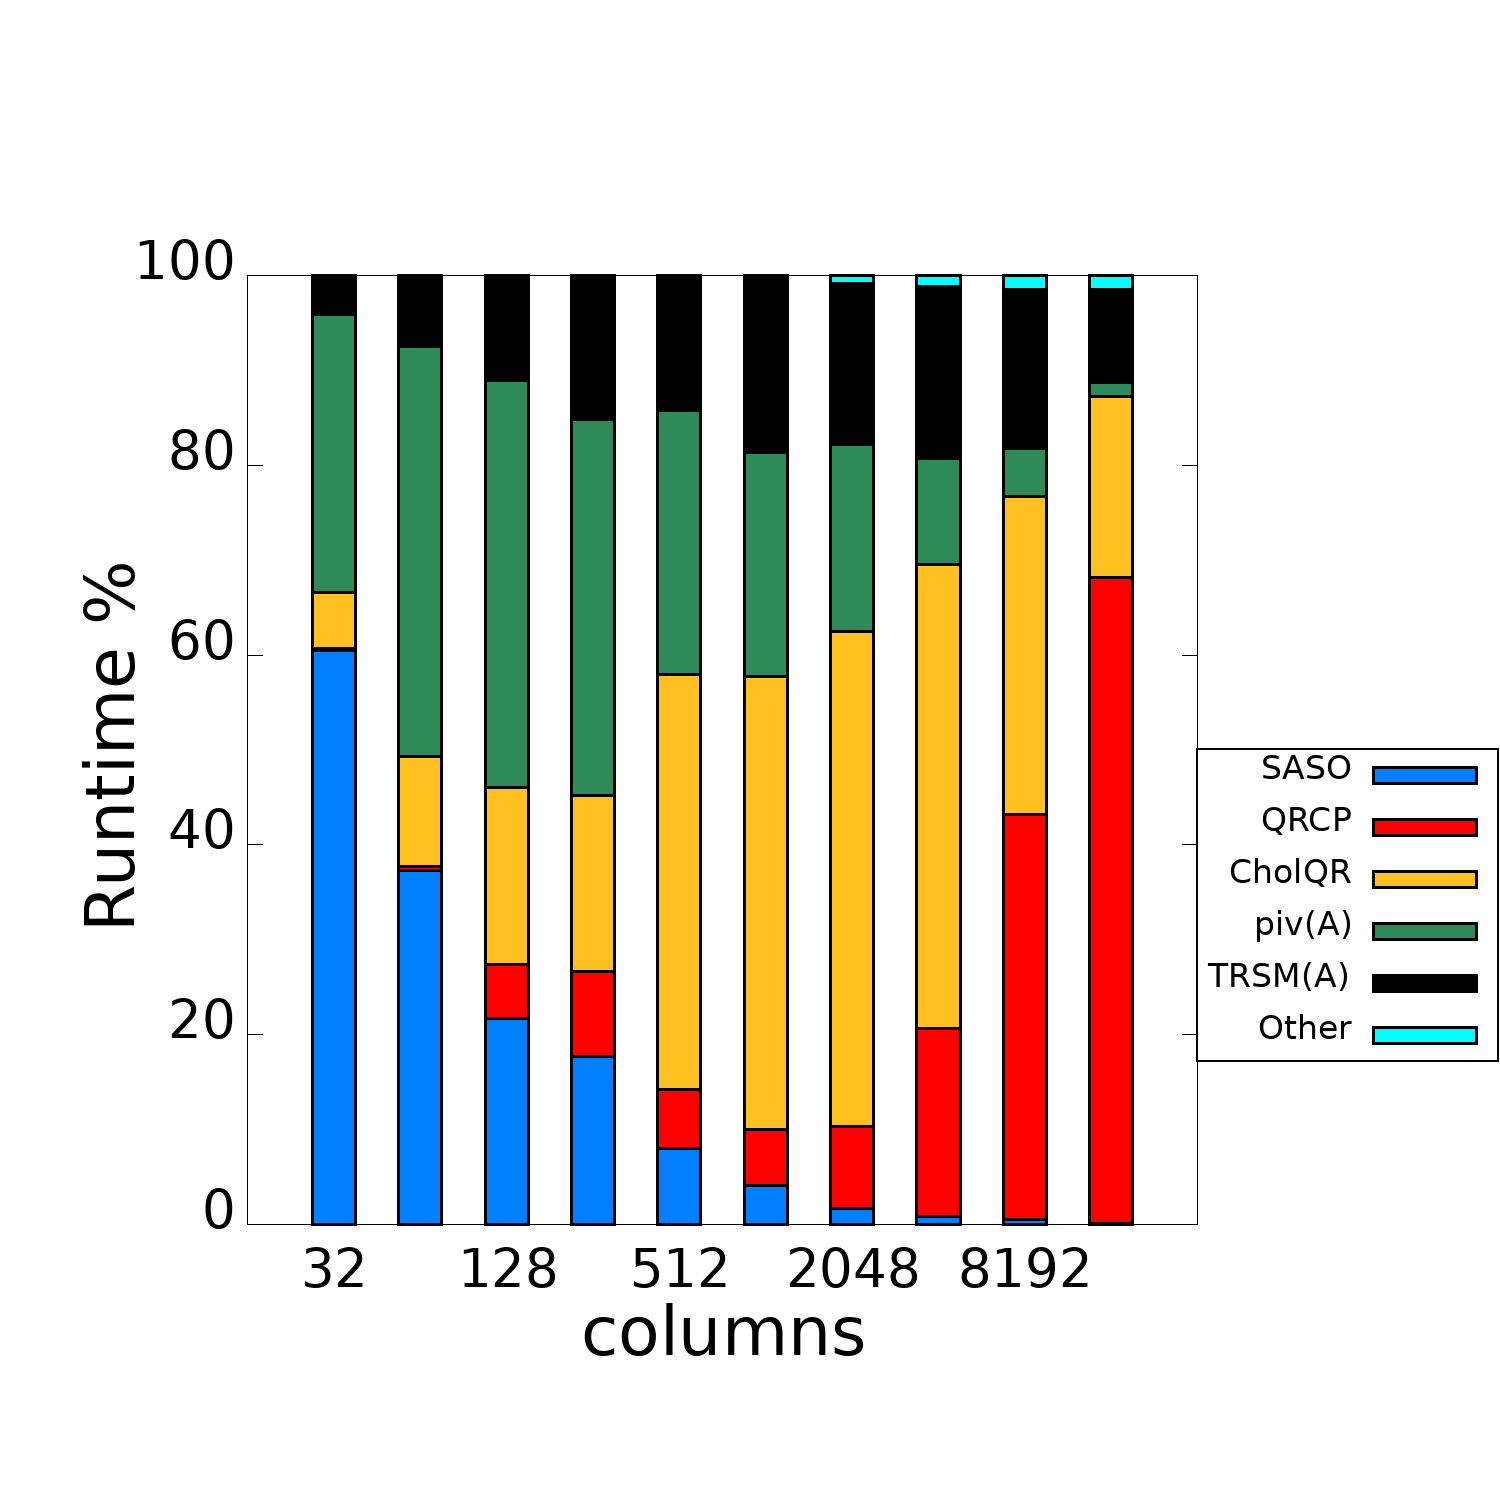 100
80
60
40
20
0
Runtime %
32 128 512 2048 8192
columns
SASO
QRCP
CholQR
piv(A)
TRSM(A)
Other